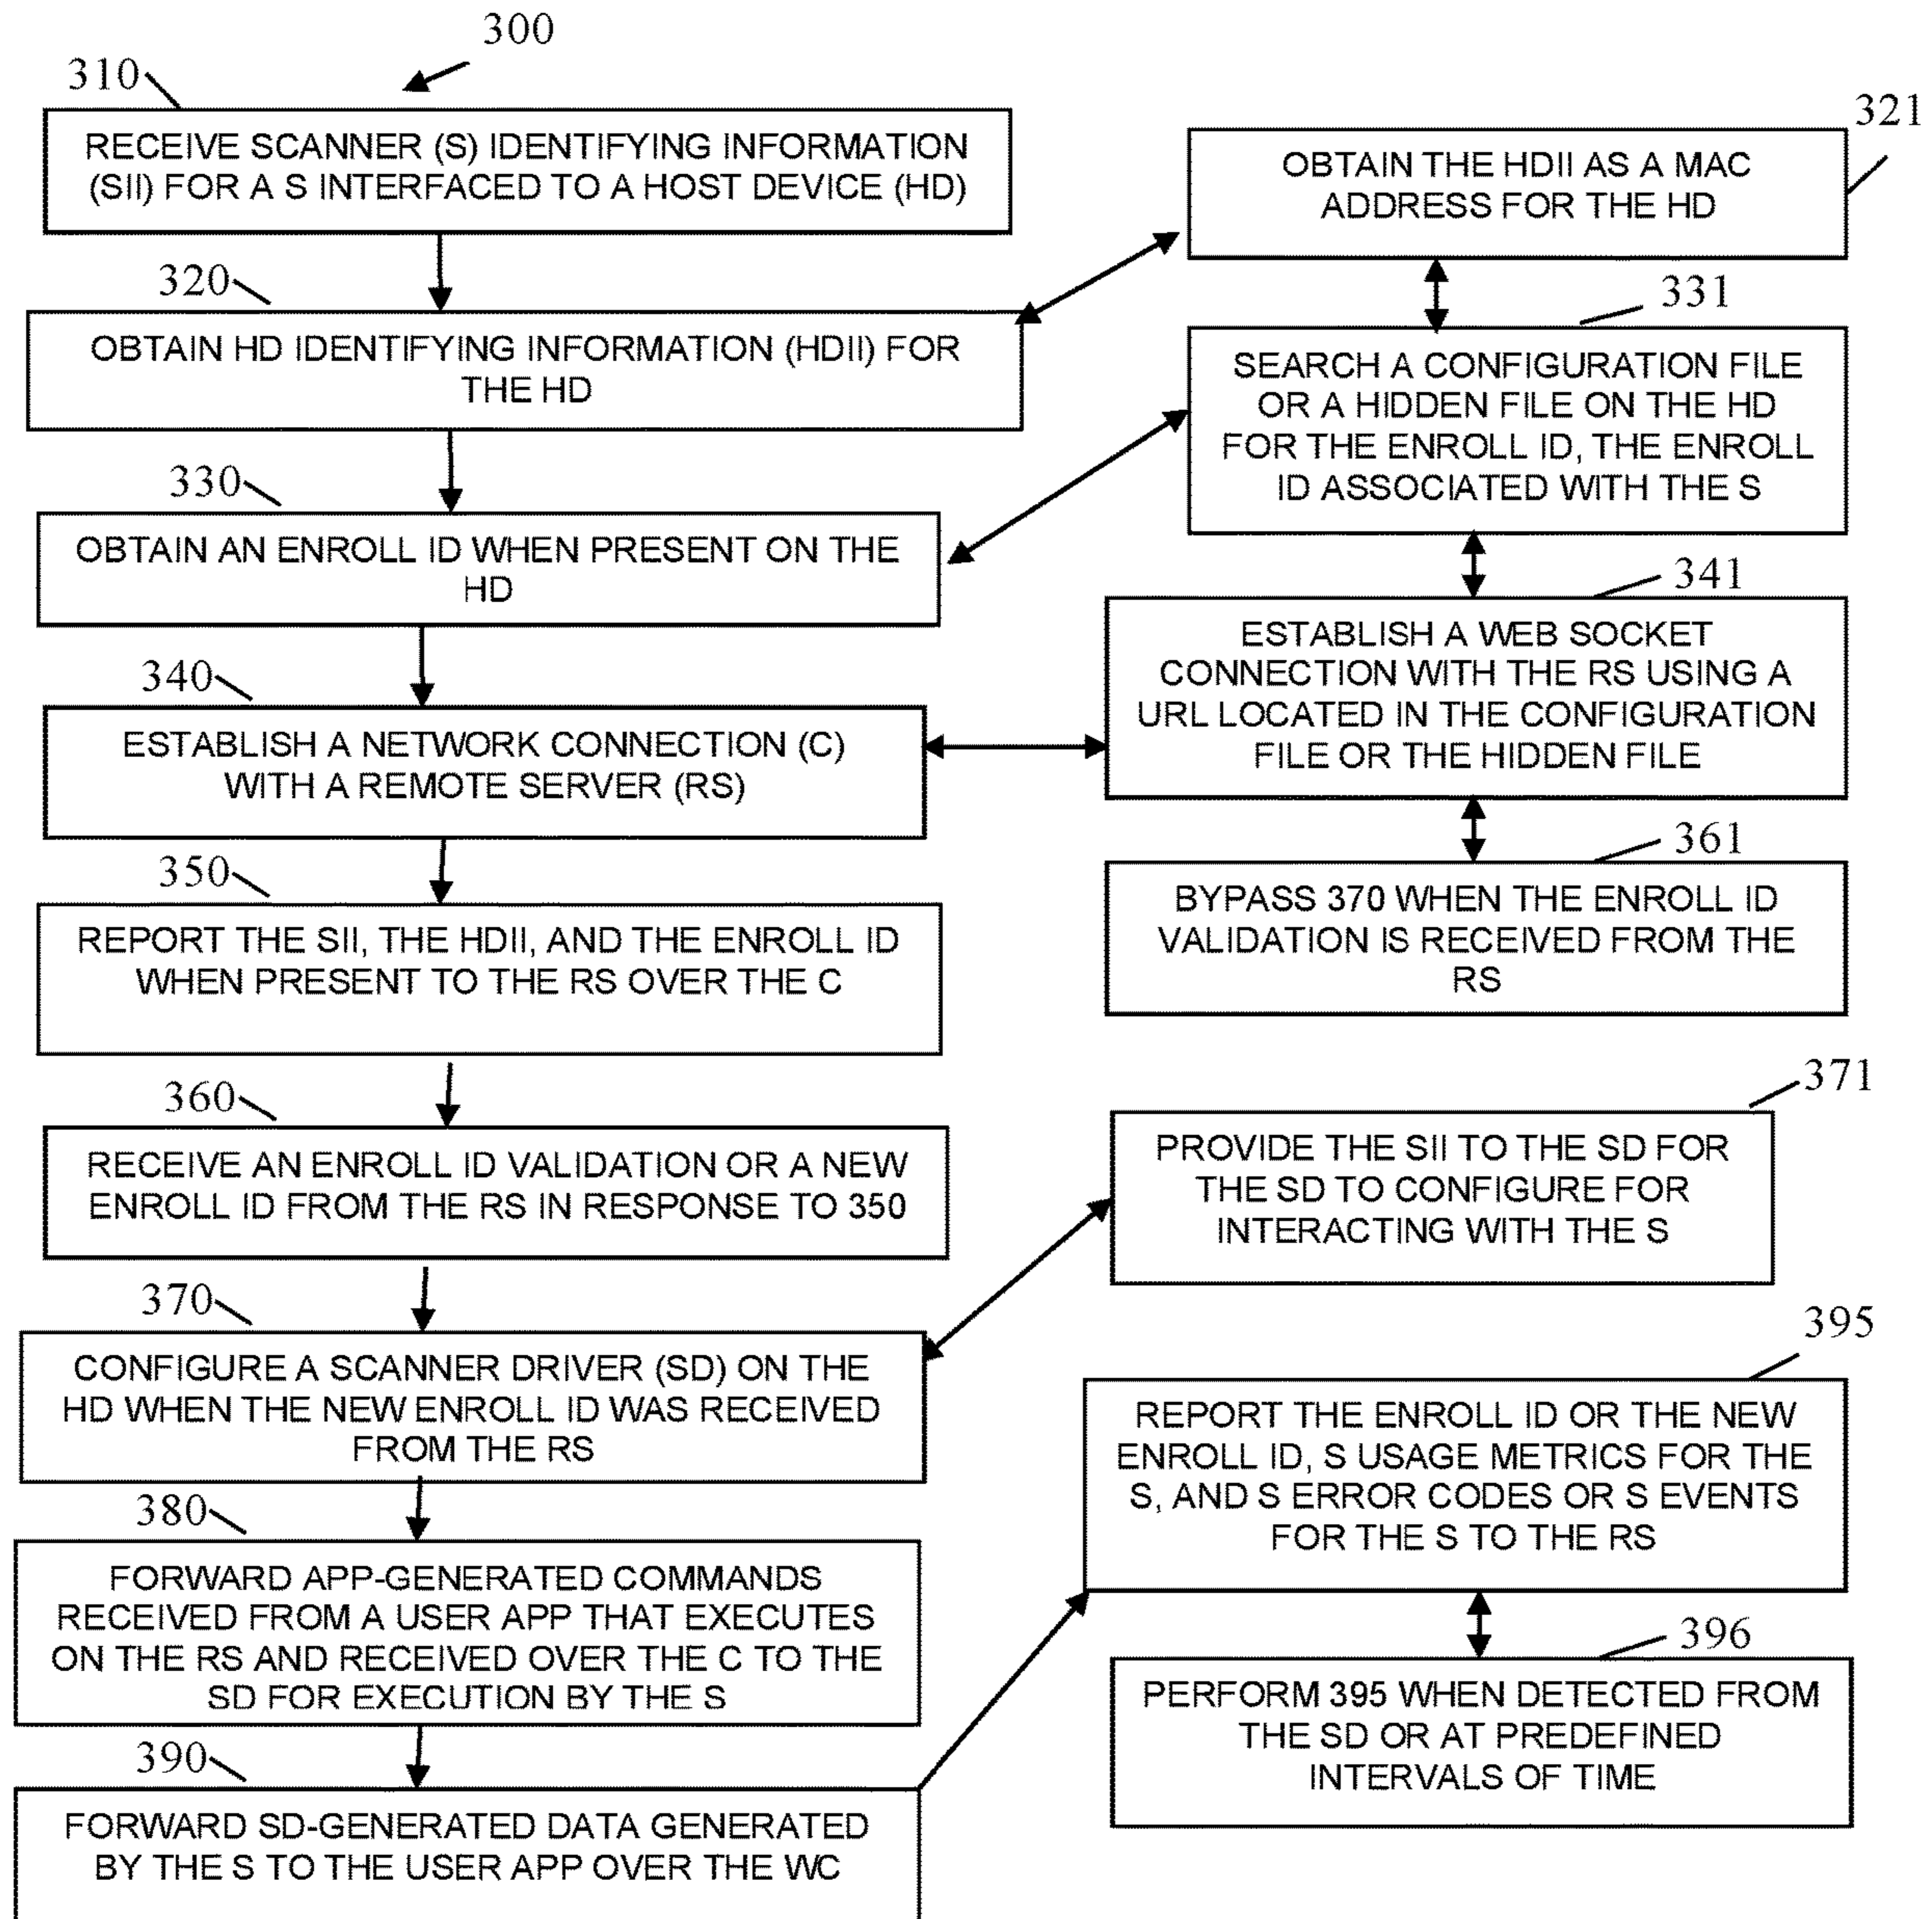 300
310
RECEIVE SCANNER (S) IDENTIFYING INFORMATION
(SII) FOR A S INTERFACED TO A HOST DEVICE (HD)
320
OBTAIN HD IDENTIFYING INFORMATION (HDII) FOR
THE HD
330
OBTAIN AN ENROLL ID WHEN PRESENT ON THE
HD
340
ESTABLISH A NETWORK CONNECTION (C)
WITH A REMOTE SERVER (RS)
350
REPORT THE SII, THE HDII, AND THE ENROLL ID
WHEN PRESENT TO THE RS OVER THE C
360
RECEIVE AN ENROLL ID VALIDATION OR A NEW
ENROLL ID FROM THE RS IN RESPONSE TO 350
370
CONFIGURE A SCANNER DRIVER (SD) ON THE
HD WHEN THE NEW ENROLL ID WAS RECEIVED
FROM THE RS
380
FORWARD APP-GENERATED COMMANDS
RECEIVED FROM A USER APP THAT EXECUTES
ON THE RS AND RECEIVED OVER THE C TO THE
SD FOR EXECUTION BY THE S
390
FORWARD SD-GENERATED DATA GENERATED
BY THE S TO THE USER APP OVER THE WC
321
OBTAIN THE HDII AS A MAC
ADDRESS FOR THE HD
331
SEARCH A CONFIGURATION FILE
OR A HIDDEN FILE ON THE HD
FOR THE ENROLL ID, THE ENROLL
ID ASSOCIATED WITH THE S
341
ESTABLISH A WEB SOCKET
CONNECTION WITH THE RS USING A
URL LOCATED IN THE CONFIGURATION
FILE OR THE HIDDEN FILE
361
BYPASS 370 WHEN THE ENROLL ID
VALIDATION IS RECEIVED FROM THE
RS
371
PROVIDE THE SII TO THE SD FOR
THE SD TO CONFIGURE FOR
INTERACTING WITH THE S
395
REPORT THE ENROLL ID OR THE NEW
ENROLL ID, S USAGE METRICS FOR THE
S, AND S ERROR CODES OR S EVENTS
FOR THE S TO THE RS
396
PERFORM 395 WHEN DETECTED FROM
THE SD OR AT PREDEFINED
INTERVALS OF TIME